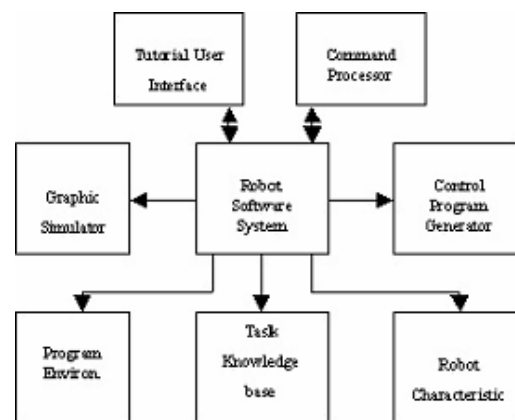 Tutorial User
Interface
Command
Processor
Graphic
Simulator
Robot
Software
System
Control
Program
Generator
Program
Environ.
Task
Knowledge
base
Robot
Characteristic